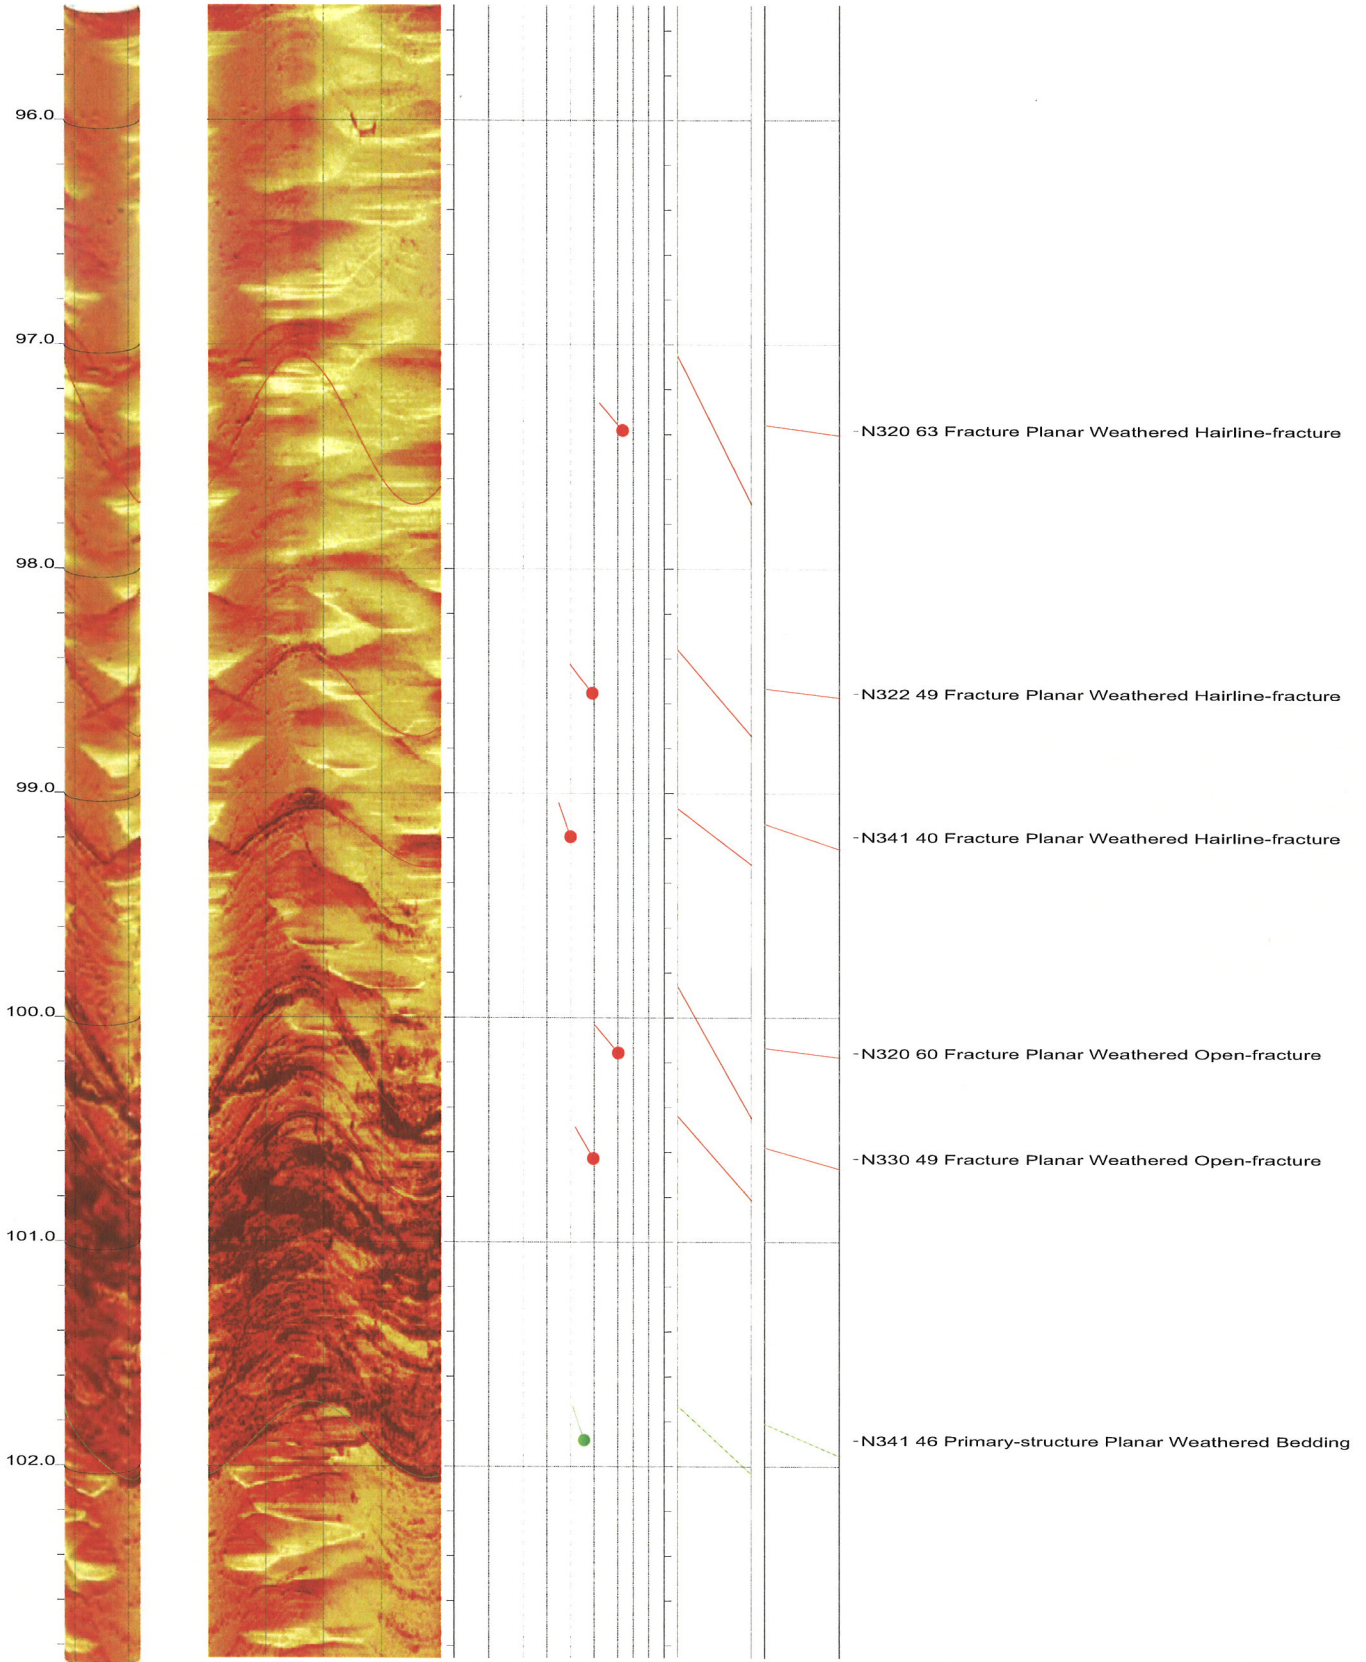 96.0
97.0
-N320 63 Fracture Planar Weathered Hairline-fracture
98.0
-N322 49 Fracture Planar Weathered Hairline-fracture
99.0
-N341 40 Fracture Planar Weathered Hairline-fracture
100.0
-N320 60 Fracture Planar Weathered Open-fracture
-N330 49 Fracture Planar Weathered Open-fracture
101.0
-N341 46 Primary-structure Planar Weathered Bedding
102.0